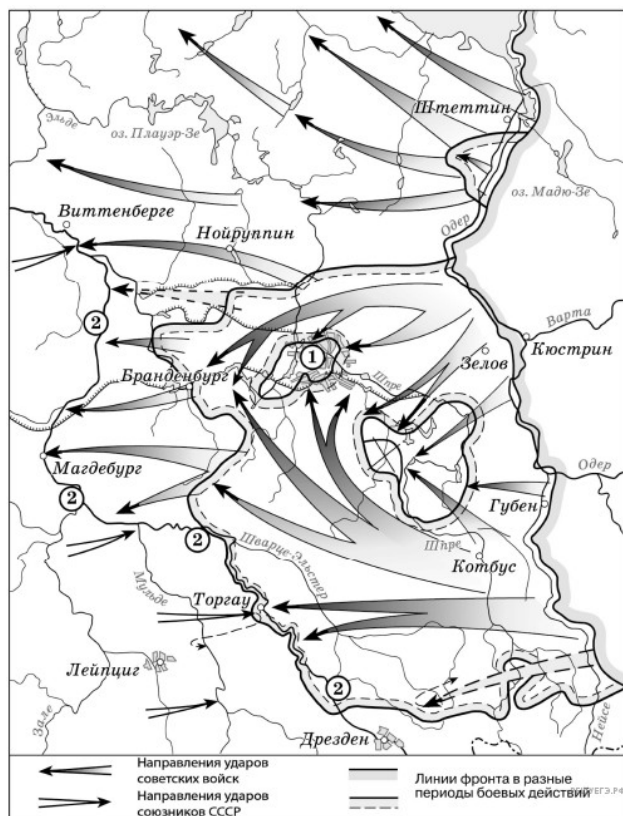 Штеттин
Эльде
оз. Плауэр-Зе
оз. Мадю-Зе
Виттенберге
Нойруппин
Одер
2
Варта
1
Зелов
Кюстрин
Шпре
Бранденбург
Магдебург
Одер
Губен
2
2
Шпре
Шварце-Эльстер
Котбус
Мульде
Торгау
Лейпциг
2
Заале
Дрезден
Нейсе
Направления ударов
советских войск
Направления ударов
союзников СССР
Линии фронта в разные
периоды боевых действий